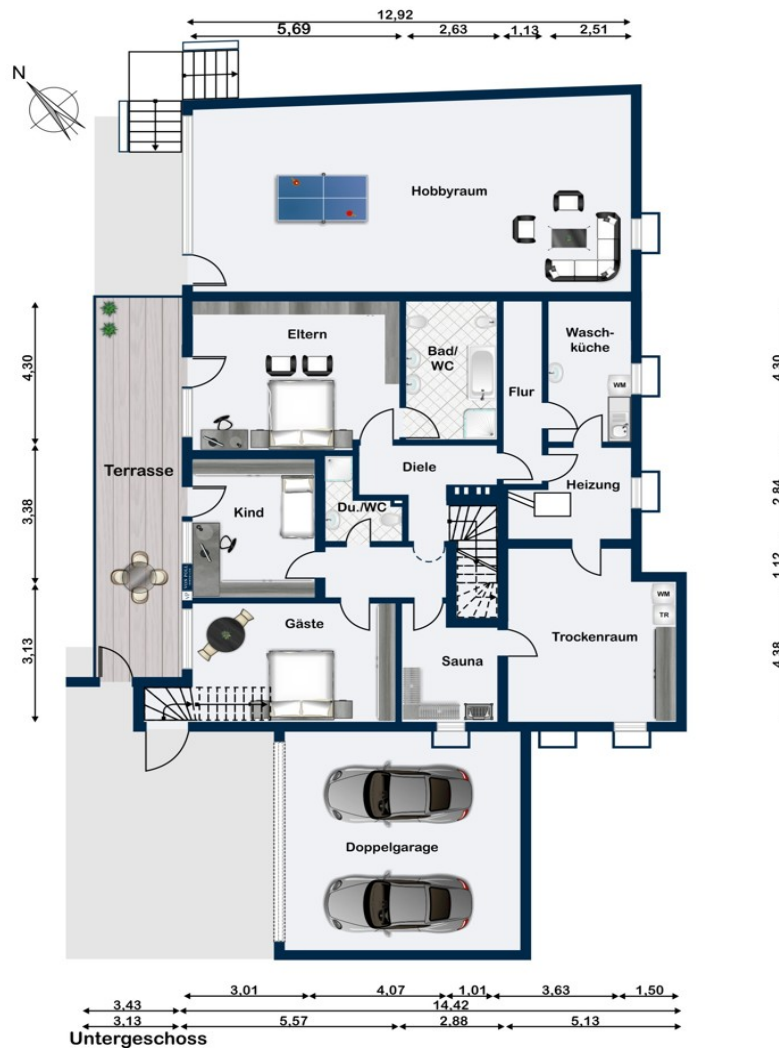 12,92
5,69 2,63 1,13 2,51
N
Hobbyraum
4,30
Eltern
Bad/
WC
Flur
Wasch-
küche
WM
4,30
Terrasse
3,38
Kind
Du./WC
Diele
Heizung
2,84
1,12
3,13
Gäste
Sauna
Trockenraum
WM
TR
4,38
Doppelgarage
3,01 4,07 1,01 3,63 1,50
3,43 14,42
3,13 5,57 2,88 5,13
Untergeschoss